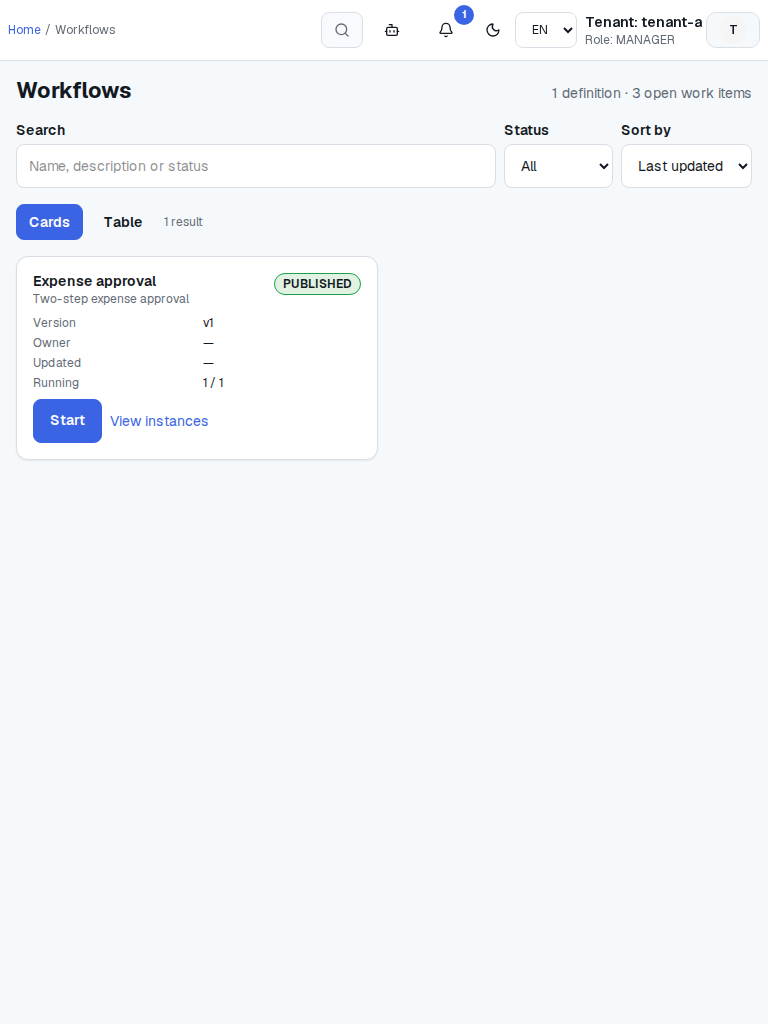 Home / Workflows
1
EN
Tenant: tenant-a
Role: MANAGER
T
Workflows
1 definition · 3 open work items
Search
Status
Sort by
Name, description or status
All
Last updated
Cards
Table
1 result
Expense approval
PUBLISHED
Two-step expense approval
Version v1
Owner —
Updated —
Running 1 / 1
Start
View instances